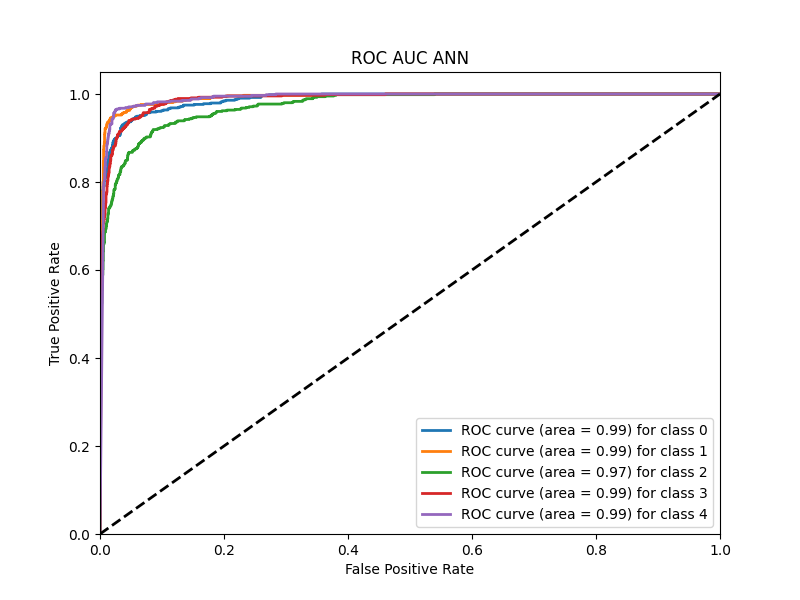 ROC AUC ANN
True Positive Rate
1.0
0.8
0.6
0.4
0.2
0.0
ROC curve (area = 0.99) for class 0
ROC curve (area = 0.99) for class 1
ROC curve (area = 0.97) for class 2
ROC curve (area = 0.99) for class 3
ROC curve (area = 0.99) for class 4
0.0 0.2 0.4 0.6 0.8 1.0
False Positive Rate